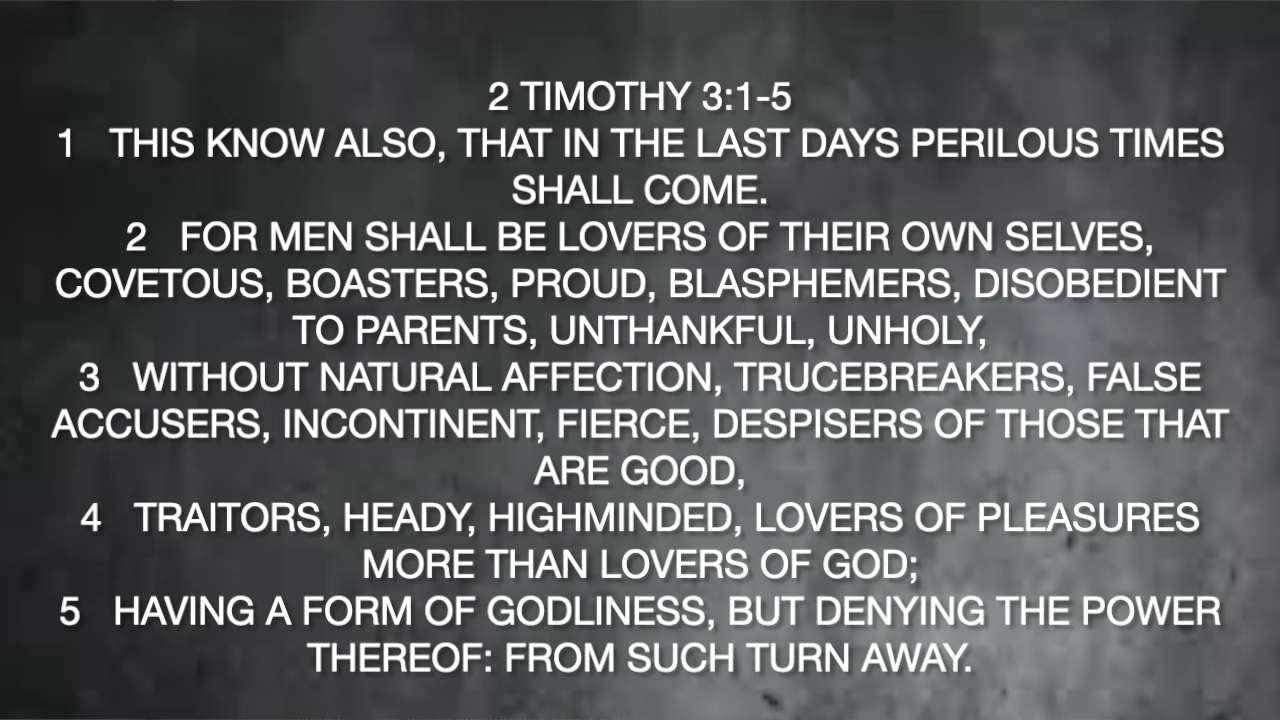 2 TIMOTHY 3:1-5
1 THIS KNOW ALSO, THAT IN THE LAST DAYS PERILOUS TIMES
SHALL COME.
2 FOR MEN SHALL BE LOVERS OF THEIR OWN SELVES,
COVETOUS, BOASTERS, PROUD, BLASPHEMERS, DISOBEDIENT
TO PARENTS, UNTHANKFUL, UNHOLY,
3 WITHOUT NATURAL AFFECTION, TRUCEBREAKERS, FALSE
ACCUSERS, INCONTINENT, FIERCE, DESPISERS OF THOSE THAT
ARE GOOD,
4 TRAITORS, HEADY, HIGHMINDED, LOVERS OF PLEASURES
MORE THAN LOVERS OF GOD;
5 HAVING A FORM OF GODLINESS, BUT DENYING THE POWER
THEREOF: FROM SUCH TURN AWAY.